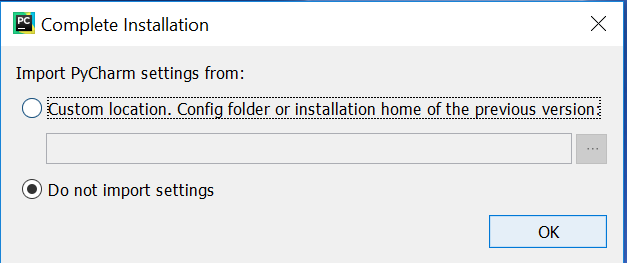 PC Complete Installation
Import PyCharm settings from:
Custom location. Config folder or installation home of the previous version.
...
Do not import settings
OK